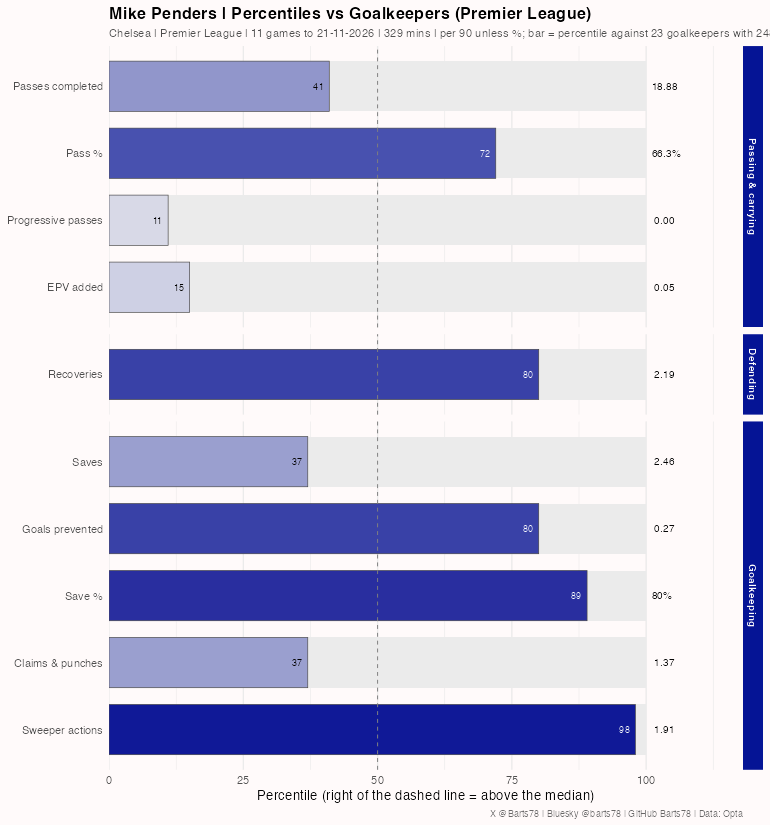 Mike Penders | Percentiles vs Goalkeepers (Premier League)
Chelsea | Premier League | 11 games to 21-11-2026 | 329 mins | per 90 unless %; bar = percentile against 23 goalkeepers with 24
Passes completed 41 18.88
Pass % 72 66.3%
Progressive passes 11 0.00
EPV added 15 0.05
Passing & carrying
Recoveries 80 2.19
Defending
Saves 37 2.46
Goals prevented 80 0.27
Save % 89 80%
Claims & punches 37 1.37
Sweeper actions 98 1.91
Goalkeeping
0 25 50 75 100
Percentile (right of the dashed line = above the median)
X @Barts78 | Bluesky @barts78 | GitHub Barts78 | Data: Opta